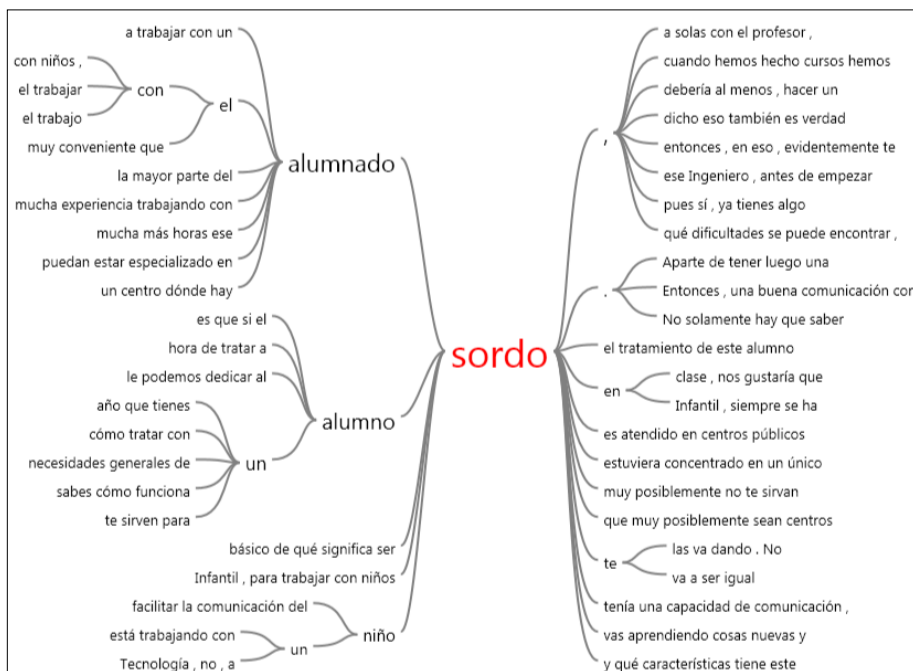 a trabajar con un
con niños ,
el trabajar
el trabajo
con
muy conveniente que
el
la mayor parte del
mucha experiencia trabajando con
mucha más horas ese
puedan estar especializado en
un centro dónde hay
alumnado
es que si el
hora de tratar a
le podemos dedicar al
año que tienes
cómo tratar con
necesidades generales de
sabes cómo funciona
te sirven para
un
alumno
básico de qué significa ser
Infantil , para trabajar con niños
facilitar la comunicación del
está trabajando con
Tecnología , no , a
un
niño
sordo
,
a solas con el profesor ,
cuando hemos hecho cursos hemos
debería al menos , hacer un
dicho eso también es verdad
entonces , en eso , evidentemente te
ese Ingeniero , antes de empezar
pues sí , ya tienes algo
qué dificultades se puede encontrar ,
.
Aparte de tener luego una
Entonces , una buena comunicación con
No solamente hay que saber
el tratamiento de este alumno
en
clase , nos gustaría que
Infantil , siempre se ha
es atendido en centros públicos
estuviera concentrado en un único
muy posiblemente no te sirvan
que muy posiblemente sean centros
te
las va dando . No
va a ser igual
tenía una capacidad de comunicación ,
vas aprendiendo cosas nuevas y
y qué características tiene este